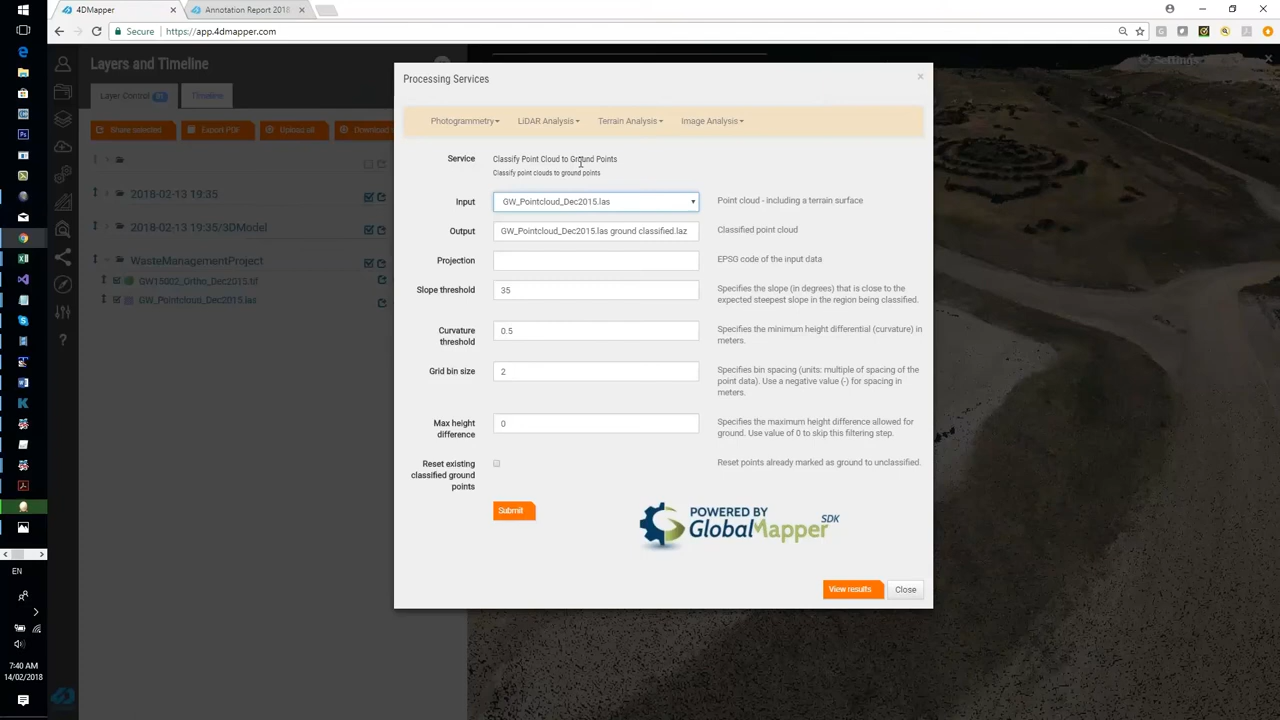 4DMapper
Annotation Report 2018
Secure
https://app.4dmapper.com
Layers and Timeline
Settings
Layer Control
Timeline
Share selected
Export PDF
Upload all
Download
2018-02-13 19:35
2018-02-13 19:35/3DModel
WasteManagementProject
GW15002_Ortho_Dec2015.tif
GW_Pointcloud_Dec2015.las
Processing Services
Photogrammetry
LiDAR Analysis
Terrain Analysis
Image Analysis
Service
Classify Point Cloud to Ground Points
Classify point clouds to ground points
Input
GW_Pointcloud_Dec2015.las
Point cloud - including a terrain surface
Output
GW_Pointcloud_Dec2015.las ground classified.laz
Classified point cloud
Projection
EPSG code of the input data
Slope threshold
35
Specifies the slope (in degrees) that is close to the
expected steepest slope in the region being classified.
Curvature
threshold
0.5
Specifies the minimum height differential (curvature) in
meters.
Grid bin size
2
Specifies bin spacing (units: multiple of spacing of the
point data). Use a negative value (-) for spacing in
meters.
Max height
difference
0
Specifies the maximum height difference allowed for
ground. Use value of 0 to skip this filtering step.
Reset existing
classified ground
points
Reset points already marked as ground to unclassified.
Submit
POWERED BY
GlobalMapper SDK
View results
Close
EN
7:40 AM
14/02/2018